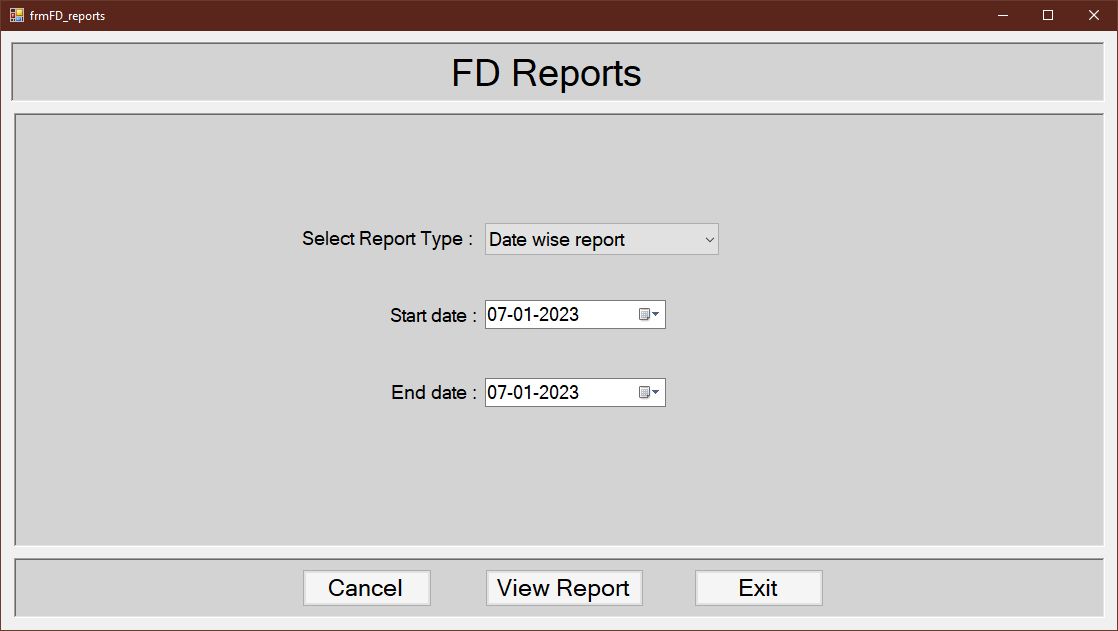 frmFD_reports
FD Reports
Select Report Type : Date wise report
Start date : 07-01-2023
End date : 07-01-2023
Cancel View Report Exit